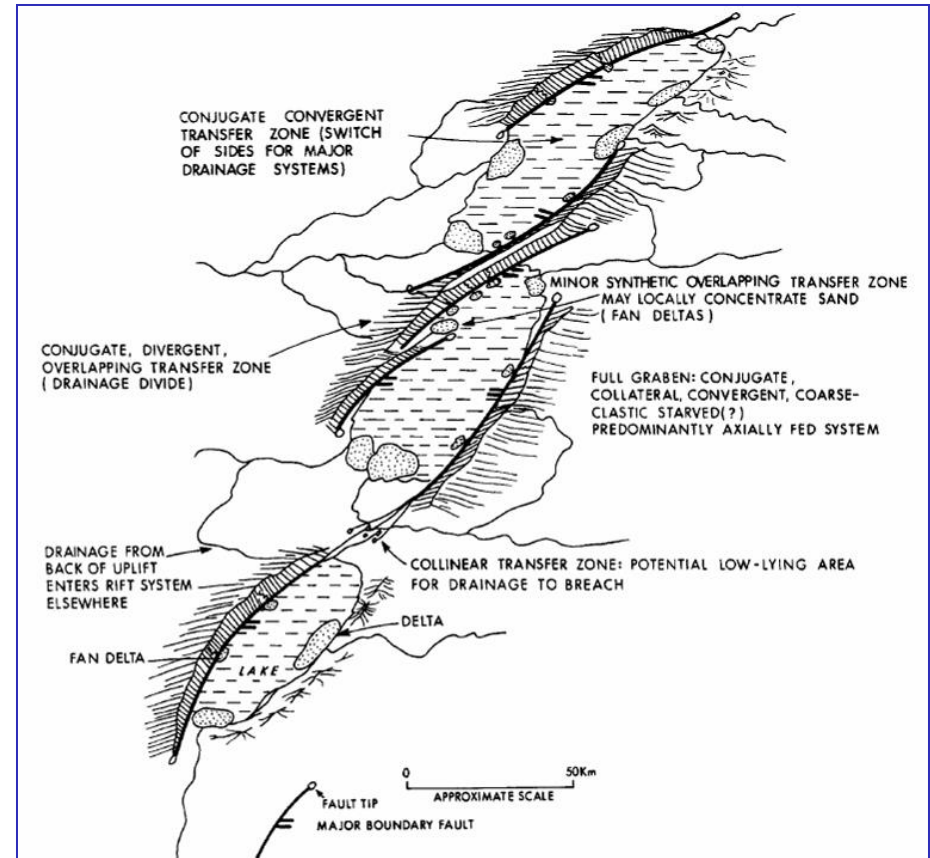 CONJUGATE CONVERGENT
TRANSFER ZONE (SWITCH
OF SIDES FOR MAJOR
DRAINAGE SYSTEMS)
MINOR SYNTHETIC OVERLAPPING TRANSFER ZONE
MAY LOCALLY CONCENTRATE SAND
(FAN DELTAS)
CONJUGATE, DIVERGENT,
OVERLAPPING TRANSFER ZONE
(DRAINAGE DIVIDE)
FULL GRABEN: CONJUGATE,
COLLATERAL, CONVERGENT, COARSE-
CLASTIC STARVED(?)
PREDOMINANTLY AXIALLY FED SYSTEM
DRAINAGE FROM
BACK OF UPLIFT
ENTERS RIFT SYSTEM
ELSEWHERE
COLLINEAR TRANSFER ZONE: POTENTIAL LOW-LYING AREA
FOR DRAINAGE TO BREACH
DELTA
FAN DELTA
LAKE
0 50Km
APPROXIMATE SCALE
FAULT TIP
MAJOR BOUNDARY FAULT